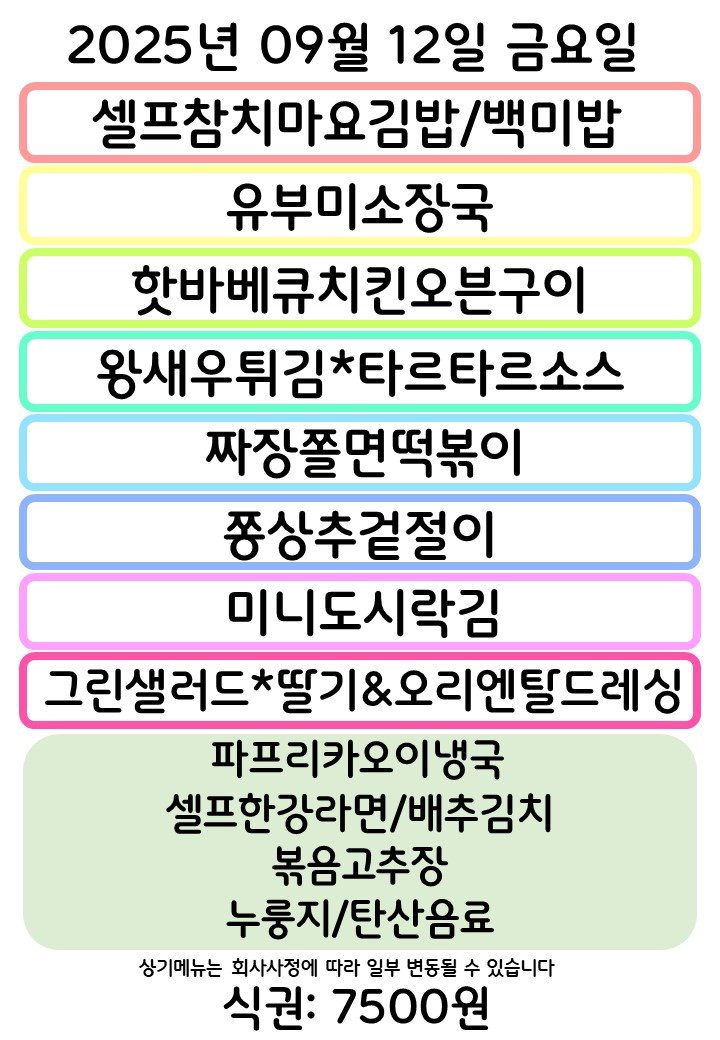 2025년 09월 12일 금요일
셀프참치마요김밥/백미밥
유부미소장국
핫바베큐치킨오븐구이
왕새우튀김*타르타르소스
짜장쫄면떡볶이
쫑상추겉절이
미니도시락김
그린샐러드*딸기&오리엔탈드레싱
파프리카오이냉국
셀프한강라면/배추김치
볶음고추장
누룽지/탄산음료
상기메뉴는 회사사정에 따라 일부 변동될 수 있습니다
식권: 7500원